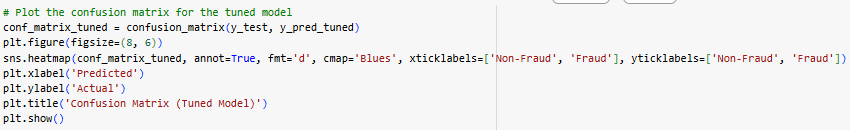 # Plot the confusion matrix for the tuned model
conf_matrix_tuned = confusion_matrix(y_test, y_pred_tuned)
plt.figure(figsize=(8, 6))
sns.heatmap(conf_matrix_tuned, annot=True, fmt='d', cmap='Blues', xticklabels=['Non-Fraud', 'Fraud'], yticklabels=['Non-Fraud', 'Fraud'])
plt.xlabel('Predicted')
plt.ylabel('Actual')
plt.title('Confusion Matrix (Tuned Model)')
plt.show()